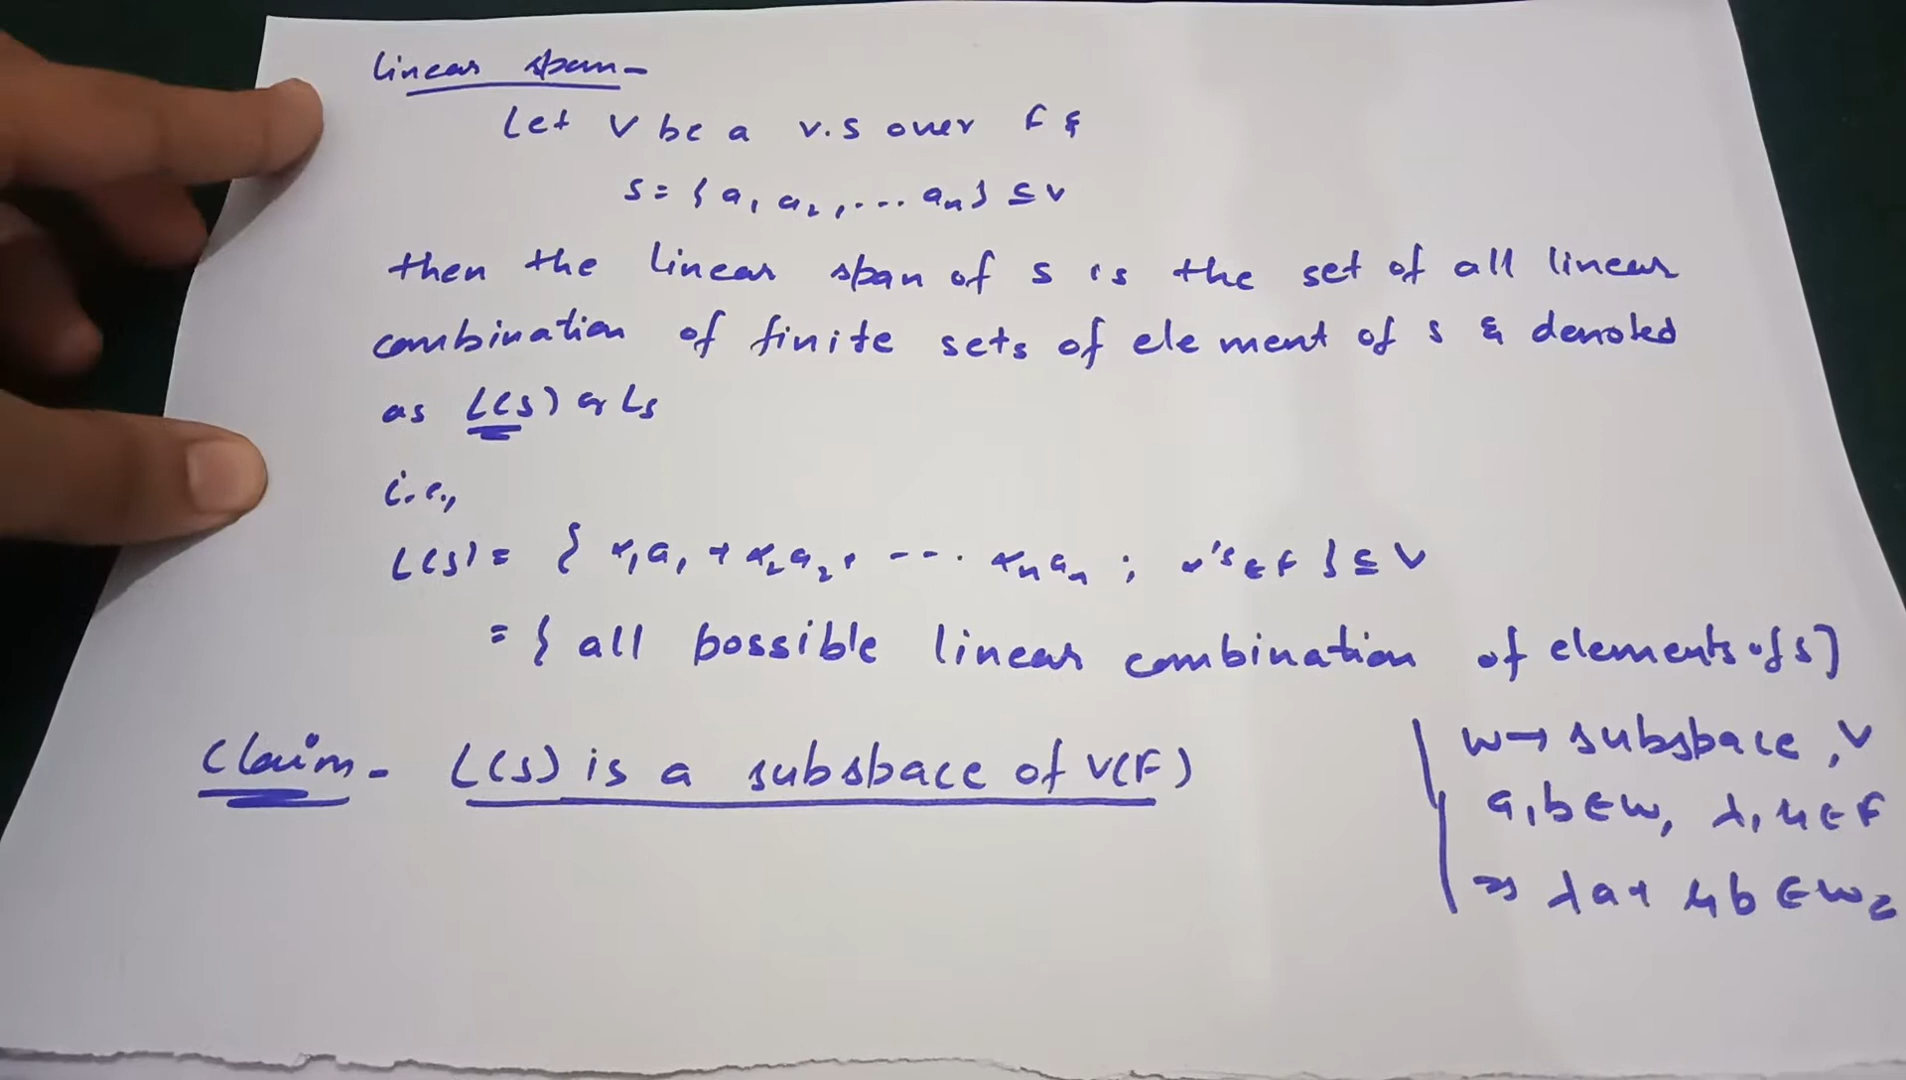 Linear span-
Let V be a v.s over F &
S = { a1 a2, .... an } ⊆ V
then the linear span of S is the set of all linear
combination of finite sets of element of S & denoted
as L(S) or Ls
i.e.,
L(S) = { α1a1 + α2a2 + --- . αnan ; α's ∈ F } ⊆ V
= { all possible linear combination of elements of S }
Claim- L(S) is a subspace of V(F)
W → subspace, V
a, b ∈ W, λ, μ ∈ F
⇒ λa + μb ∈ W